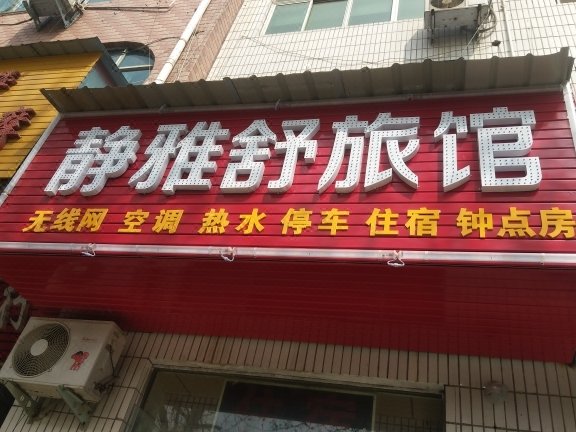 静雅舒旅馆
无线网 空调 热水 停车 住宿 钟点房